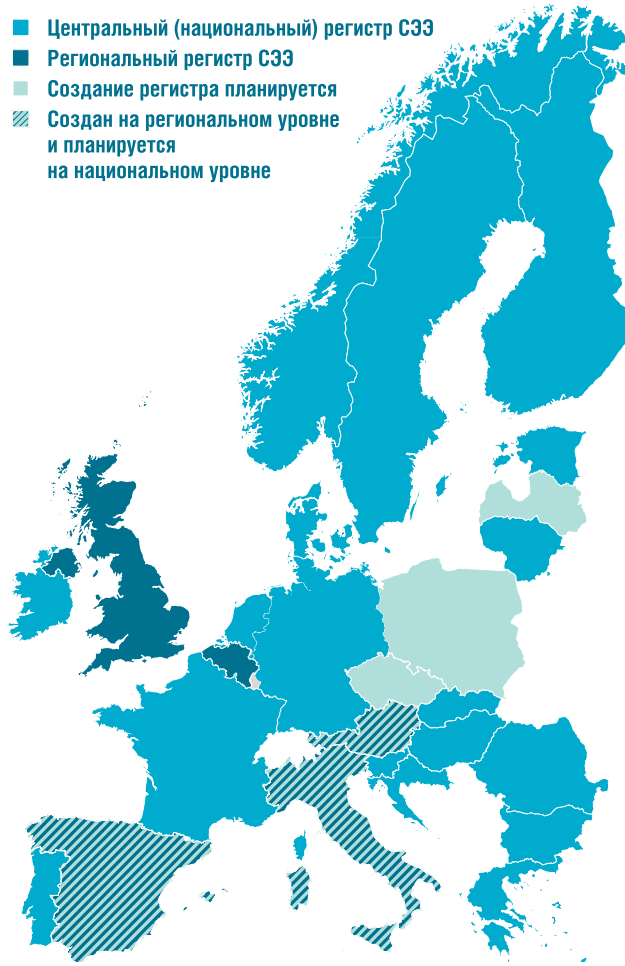 Центральный (национальный) регистр СЭЭ
Региональный регистр СЭЭ
Создание регистра планируется
Создан на региональном уровне
и планируется
на национальном уровне